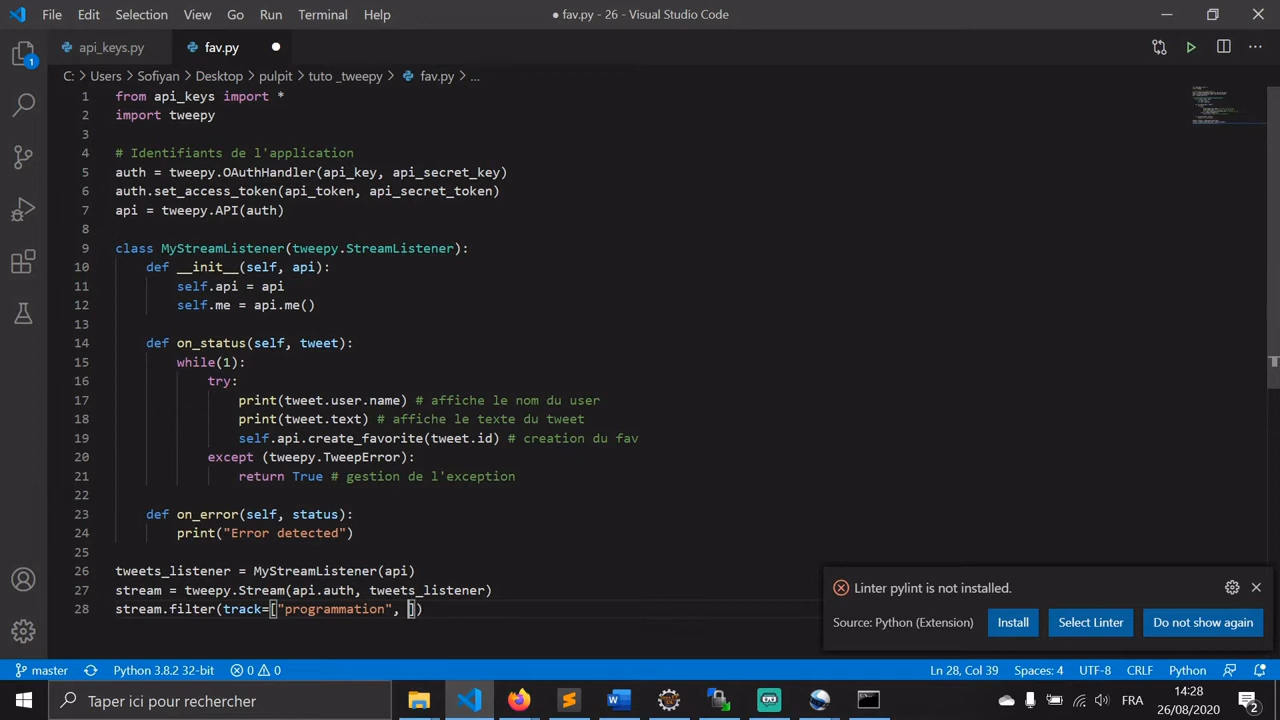 File Edit Selection View Go Run Terminal Help
● fav.py - 26 - Visual Studio Code
api_keys.py fav.py
C: > Users > Sofiyan > Desktop > pulpit > tuto _tweepy > fav.py > ...
1 from api_keys import *
2 import tweepy
3
4 # Identifiants de l'application
5 auth = tweepy.OAuthHandler(api_key, api_secret_key)
6 auth.set_access_token(api_token, api_secret_token)
7 api = tweepy.API(auth)
8
9 class MyStreamListener(tweepy.StreamListener):
10 def __init__(self, api):
11 self.api = api
12 self.me = api.me()
13
14 def on_status(self, tweet):
15 while(1):
16 try:
17 print(tweet.user.name) # affiche le nom du user
18 print(tweet.text) # affiche le texte du tweet
19 self.api.create_favorite(tweet.id) # creation du fav
20 except (tweepy.TweepError):
21 return True # gestion de l'exception
22
23 def on_error(self, status):
24 print("Error detected")
25
26 tweets_listener = MyStreamListener(api)
27 stream = tweepy.Stream(api.auth, tweets_listener)
28 stream.filter(track=["programmation", ])
1
Linter pylint is not installed.
Source: Python (Extension) Install Select Linter Do not show again
master Python 3.8.2 32-bit 0 0 Ln 28, Col 39 Spaces: 4 UTF-8 CRLF Python
Taper ici pour rechercher
FRA
14:28
26/08/2020
2